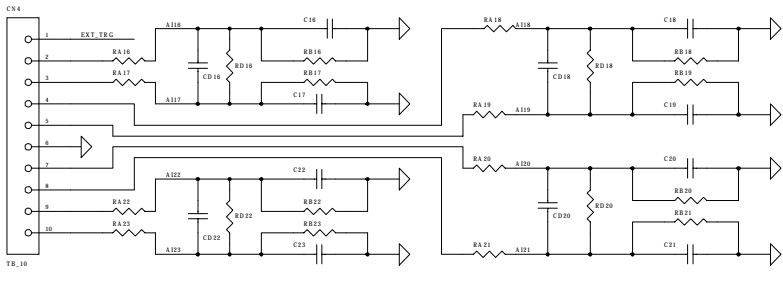 CN4
1 EXT_TRG
2
3
4
5
6
7
8
9
10
TB_10
AI16 C16
RA16 CD16 RD16 RB16
RA17 RB17
AI17 C17
RA18 AI18 C18
CD18 RD18 RB18
RB19
RA19 AI19 C19
AI22 C22
RA22 CD22 RD22 RB22
RA23 RB23
AI23 C23
RA20 AI20 C20
CD20 RD20 RB20
RB21
RA21 AI21 C21